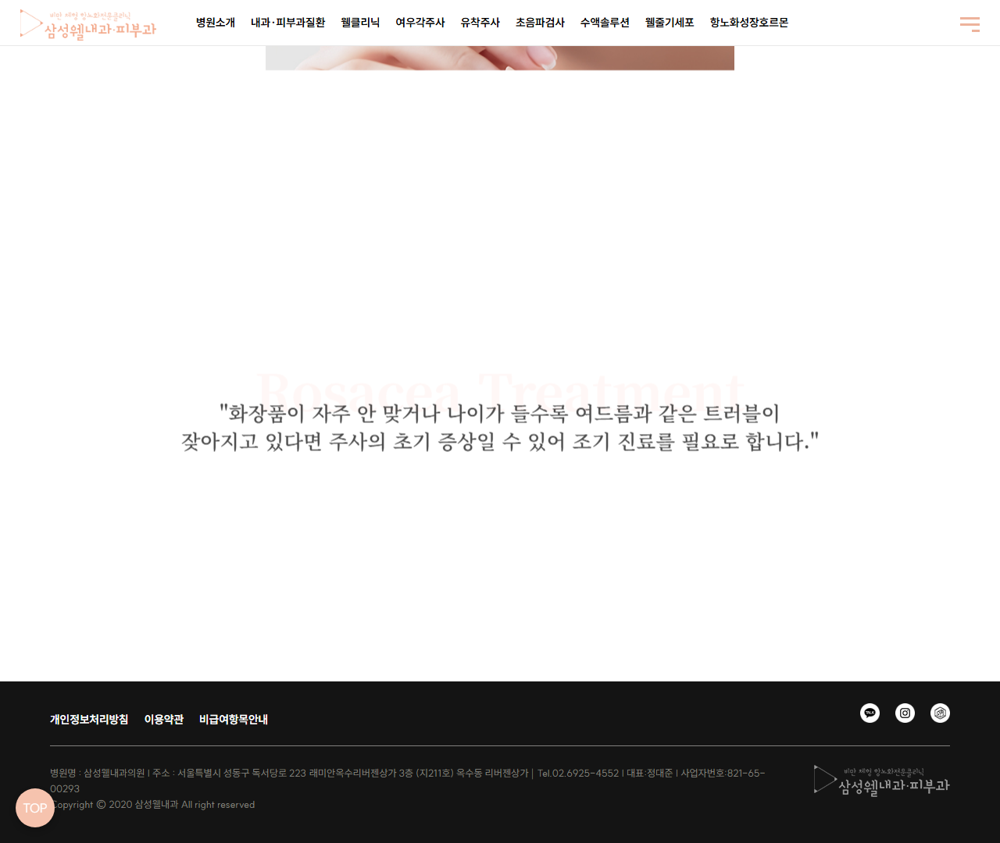 비만 체형 항노화전문클리닉
삼성웰내과·피부과
병원소개 내과·피부과질환 웰클리닉 여우각주사 유착주사 초음파검사 수액솔루션 웰줄기세포 항노화성장호르몬
Rosacea Treatment
"화장품이 자주 안 맞거나 나이가 들수록 여드름과 같은 트러블이
잦아지고 있다면 주사의 초기 증상일 수 있어 조기 진료를 필요로 합니다."
개인정보처리방침 이용약관 비급여항목안내
TALK
병원명 : 삼성웰내과의원 I 주소 : 서울특별시 성동구 독서당로 223 래미안옥수리버젠상가 3층 (지211호) 옥수동 리버젠상가│ Tel.02.6925-4552 I 대표:정대준 I 사업자번호:821-65-
00293
Copyright © 2020 삼성웰내과 All right reserved
비만 체형 항노화전문클리닉
삼성웰내과·피부과
TOP